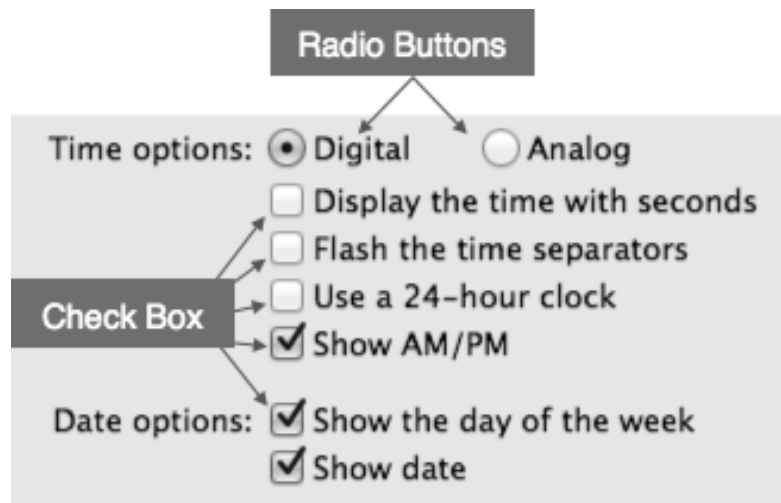 Radio Buttons
Time options: Digital Analog
Display the time with seconds
Flash the time separators
Use a 24-hour clock
Check Box
Show AM/PM
Date options: Show the day of the week
Show date